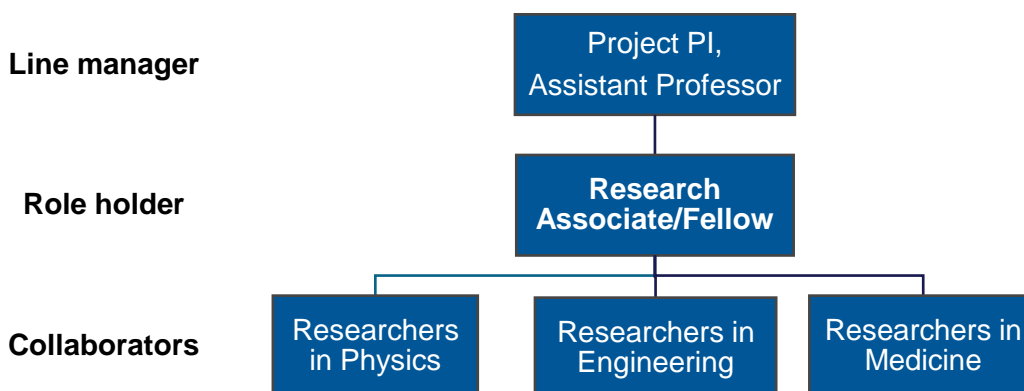 Line manager
Project PI,
Assistant Professor
Role holder
Research
Associate/Fellow
Collaborators
Researchers
in Physics
Researchers in
Engineering
Researchers in
Medicine